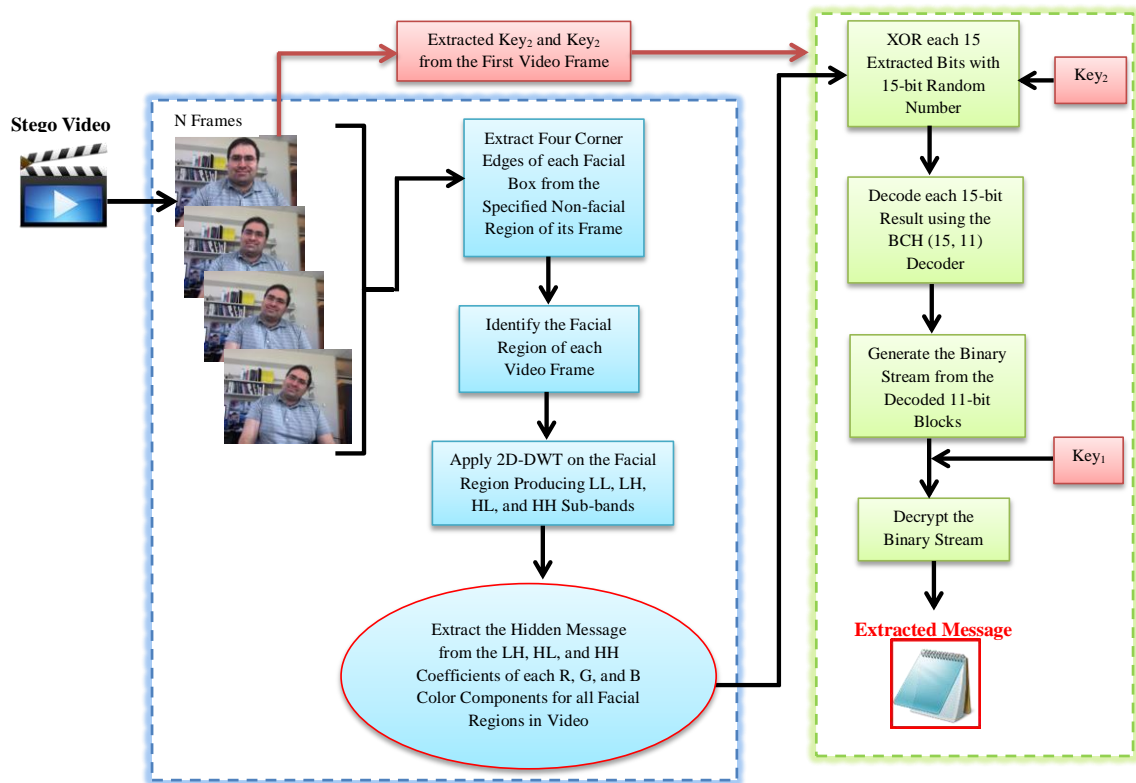 Extracted Key₂ and Key₂
from the First Video Frame
Stego Video
N Frames
Extract Four Corner
Edges of each Facial
Box from the
Specified Non-facial
Region of its Frame
Identify the Facial
Region of each
Video Frame
Apply 2D-DWT on the Facial
Region Producing LL, LH,
HL, and HH Sub-bands
Extract the Hidden Message
from the LH, HL, and HH
Coefficients of each R, G, and B
Color Components for all Facial
Regions in Video
XOR each 15
Extracted Bits with
15-bit Random
Number
Key₂
Decode each 15-bit
Result using the
BCH (15, 11)
Decoder
Generate the Binary
Stream from the
Decoded 11-bit
Blocks
Key₁
Decrypt the
Binary Stream
Extracted Message